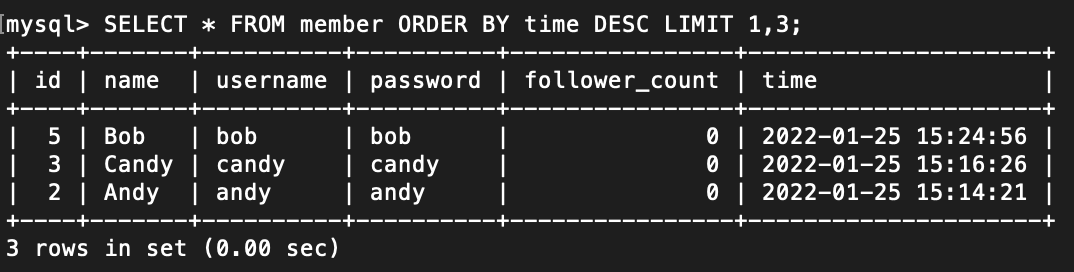 [mysql> SELECT * FROM member ORDER BY time DESC LIMIT 1,3;
+----+-------+----------+----------+----------------+---------------------+
| id | name  | username | password | follower_count | time                |
+----+-------+----------+----------+----------------+---------------------+
|  5 | Bob   | bob      | bob      |              0 | 2022-01-25 15:24:56 |
|  3 | Candy | candy    | candy    |              0 | 2022-01-25 15:16:26 |
|  2 | Andy  | andy     | andy     |              0 | 2022-01-25 15:14:21 |
+----+-------+----------+----------+----------------+---------------------+
3 rows in set (0.00 sec)